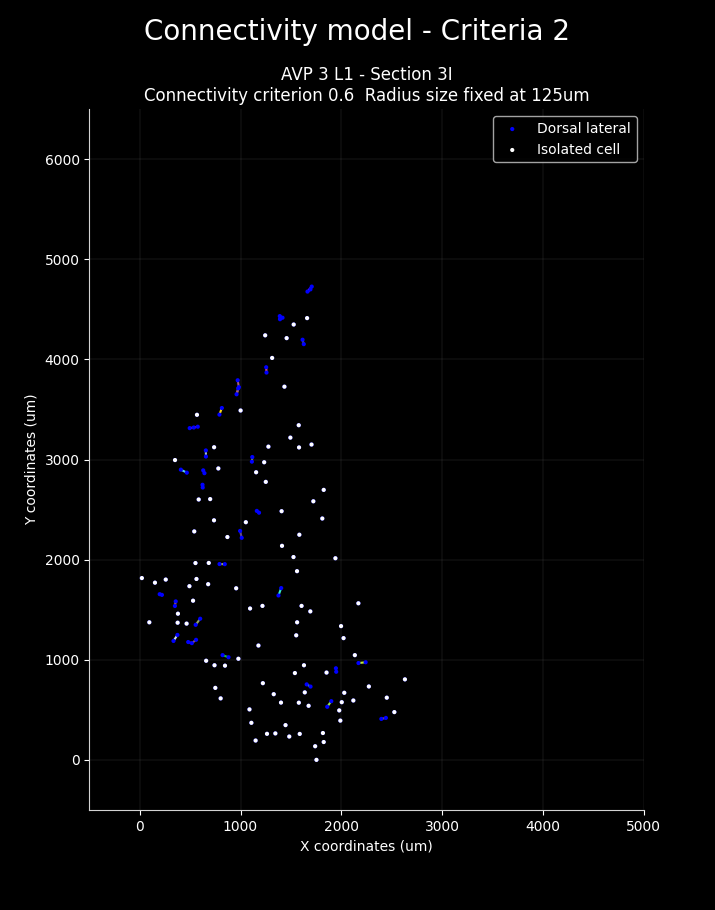 Connectivity model - Criteria 2
AVP 3 L1 - Section 3I
Connectivity criterion 0.6  Radius size fixed at 125um
Dorsal lateral
Isolated cell
6000
5000
4000
3000
2000
1000
0
Y coordinates (um)
0 1000 2000 3000 4000 5000
X coordinates (um)